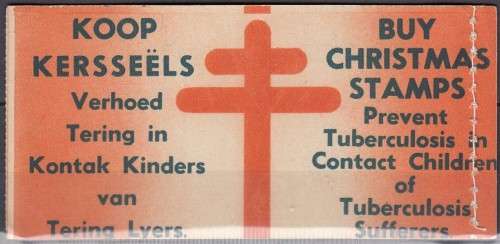 KOOP
KERSSEËLS
Verhoed
Tering in
Kontak Kinders
van
Tering Lyers.
BUY
CHRISTMAS
STAMPS
Prevent
Tuberculosis in
Contact Children
of
Tuberculosis
Sufferers.